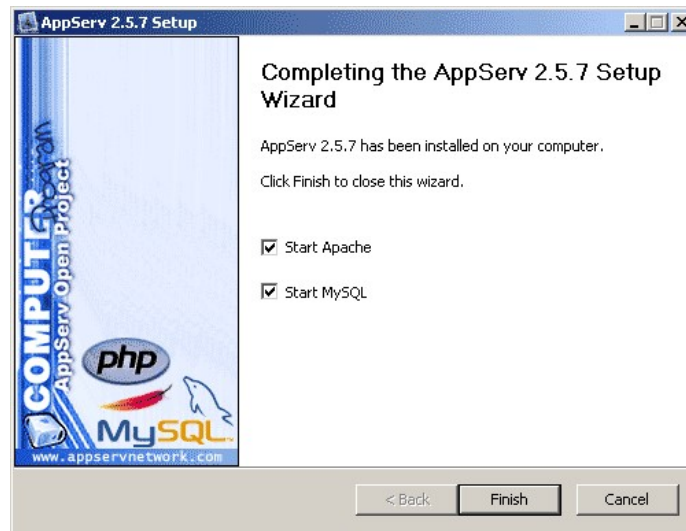 AppServ 2.5.7 Setup
Completing the AppServ 2.5.7 Setup
Wizard
AppServ 2.5.7 has been installed on your computer.
Click Finish to close this wizard.
Start Apache
Start MySQL
COMPUTER
Program
AppServ Open Project
php
MySQL
www.appservnetwork.com
< Back
Finish
Cancel